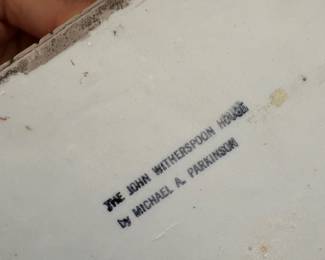 THE JOHN WITHERSPOON HOUSE
by MICHAEL A. PARKINSON